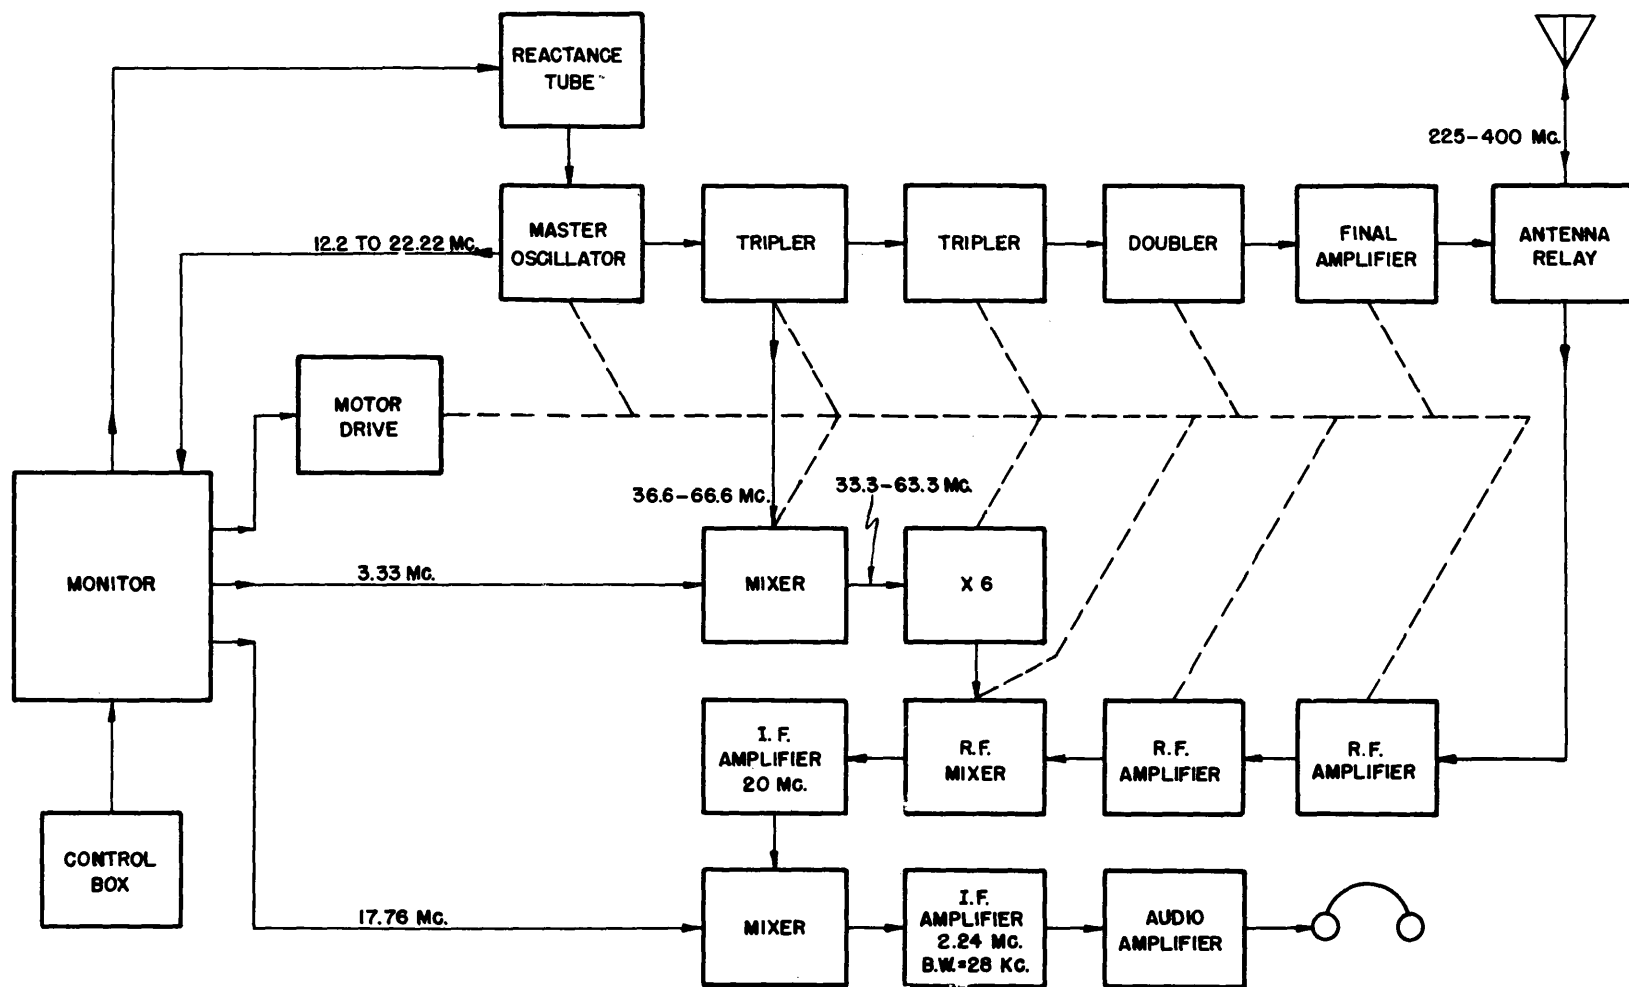 REACTANCE
TUBE
225-400 MC.
12.2 TO 22.22 MC.
MASTER
OSCILLATOR
TRIPLER
TRIPLER
DOUBLER
FINAL
AMPLIFIER
ANTENNA
RELAY
MOTOR
DRIVE
36.6-66.6 MC.
33.3-63.3 MC.
MONITOR
3.33 MC.
MIXER
X 6
I. F.
AMPLIFIER
20 MC.
R.F.
MIXER
R.F.
AMPLIFIER
R.F.
AMPLIFIER
CONTROL
BOX
17.76 MC.
MIXER
I.F.
AMPLIFIER
2.24 MC.
B.W.=28 KC.
AUDIO
AMPLIFIER